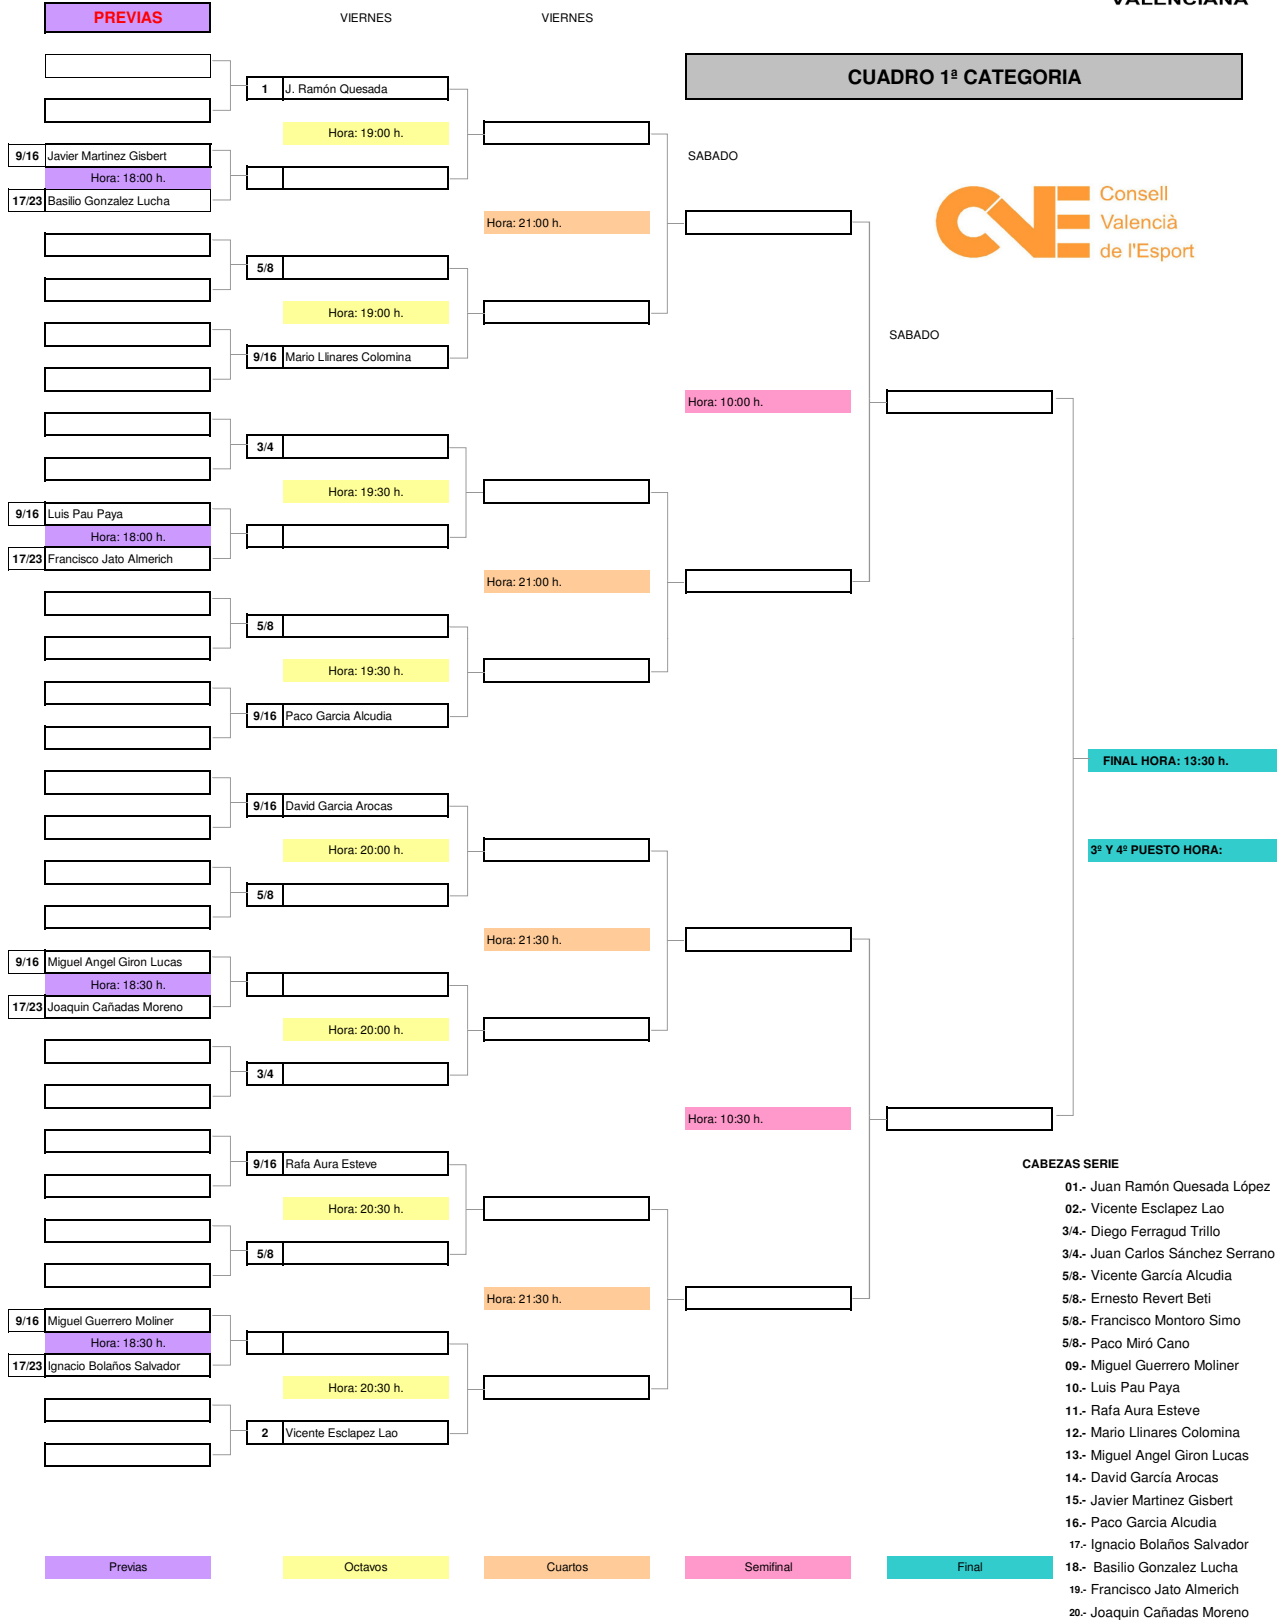 VALENCIANA
PREVIAS
VIERNES
VIERNES
CUADRO 1ª CATEGORIA
1 J. Ramón Quesada
Hora: 19:00 h.
9/16 Javier Martinez Gisbert
SABADO
Hora: 18:00 h.
17/23 Basilio Gonzalez Lucha
Consell
Valencià
de l'Esport
CVE
Hora: 21:00 h.
5/8
Hora: 19:00 h.
SABADO
9/16 Mario Llinares Colomina
Hora: 10:00 h.
3/4
Hora: 19:30 h.
9/16 Luis Pau Paya
Hora: 18:00 h.
17/23 Francisco Jato Almerich
Hora: 21:00 h.
5/8
Hora: 19:30 h.
9/16 Paco Garcia Alcudia
FINAL HORA: 13:30 h.
9/16 David Garcia Arocas
Hora: 20:00 h.
3º Y 4º PUESTO HORA:
5/8
Hora: 21:30 h.
9/16 Miguel Angel Giron Lucas
Hora: 18:30 h.
17/23 Joaquin Cañadas Moreno
Hora: 20:00 h.
3/4
Hora: 10:30 h.
9/16 Rafa Aura Esteve
Hora: 20:30 h.
5/8
Hora: 21:30 h.
9/16 Miguel Guerrero Moliner
Hora: 18:30 h.
17/23 Ignacio Bolaños Salvador
Hora: 20:30 h.
2 Vicente Esclapez Lao
CABEZAS SERIE
01.- Juan Ramón Quesada López
02.- Vicente Esclapez Lao
3/4.- Diego Ferragud Trillo
3/4.- Juan Carlos Sánchez Serrano
5/8.- Vicente García Alcudia
5/8.- Ernesto Revert Beti
5/8.- Francisco Montoro Simo
5/8.- Paco Miró Cano
09.- Miguel Guerrero Moliner
10.- Luis Pau Paya
11.- Rafa Aura Esteve
12.- Mario Llinares Colomina
13.- Miguel Angel Giron Lucas
14.- David García Arocas
15.- Javier Martinez Gisbert
16.- Paco Garcia Alcudia
17.- Ignacio Bolaños Salvador
18.- Basilio Gonzalez Lucha
19.- Francisco Jato Almerich
20.- Joaquin Cañadas Moreno
Previas
Octavos
Cuartos
Semifinal
Final